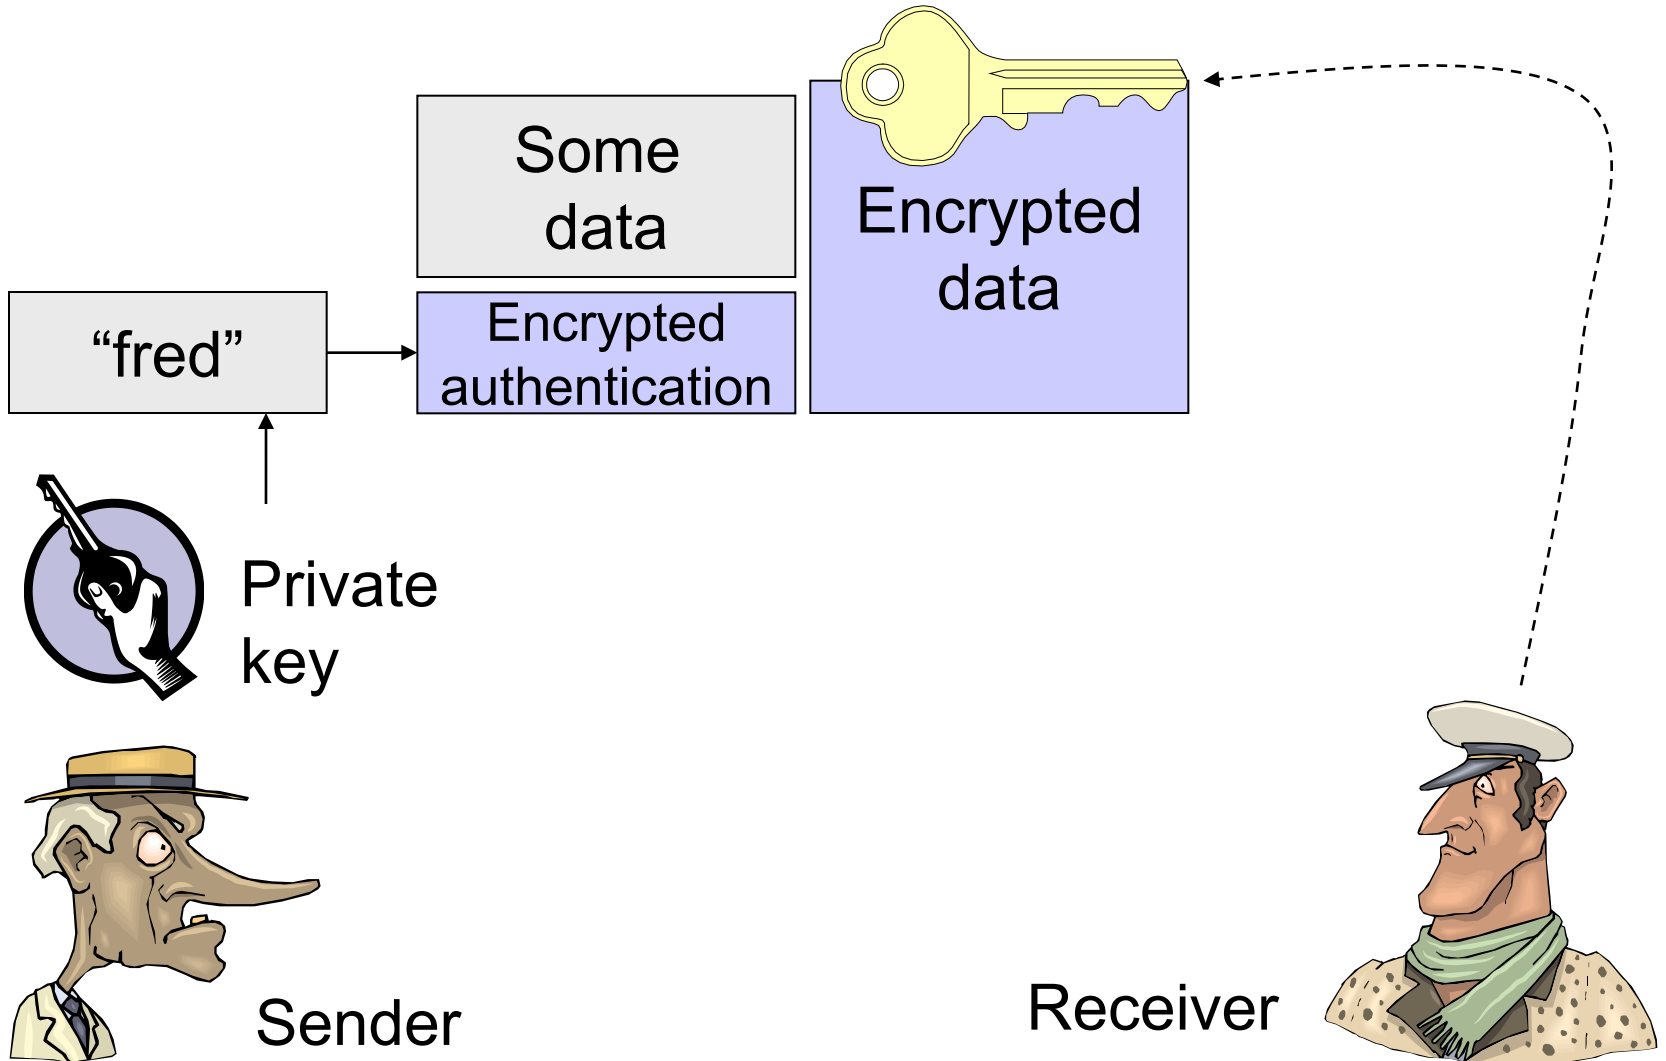 Some
data
Encrypted
data
“fred”
Encrypted
authentication
Private
key
Sender
Receiver